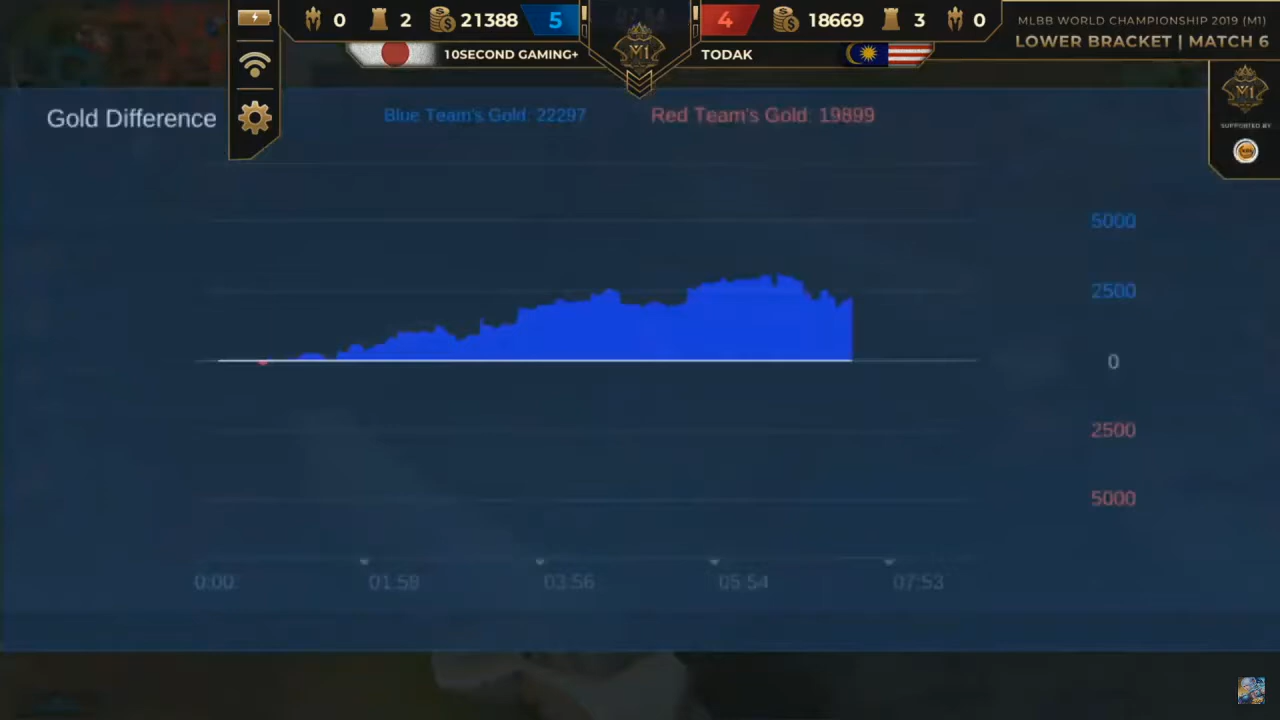 0 2 21388 5 4 18669 3 0
MLBB WORLD CHAMPIONSHIP 2019 (M1)
LOWER BRACKET | MATCH 6
10SECOND GAMING+ M1 TODAK
M1
SUPPORTED BY
Gold Difference Blue Team's Gold: 22297 Red Team's Gold: 19899
5000
2500
0
2500
5000
0:00 01:58 03:56 05:54 07:53